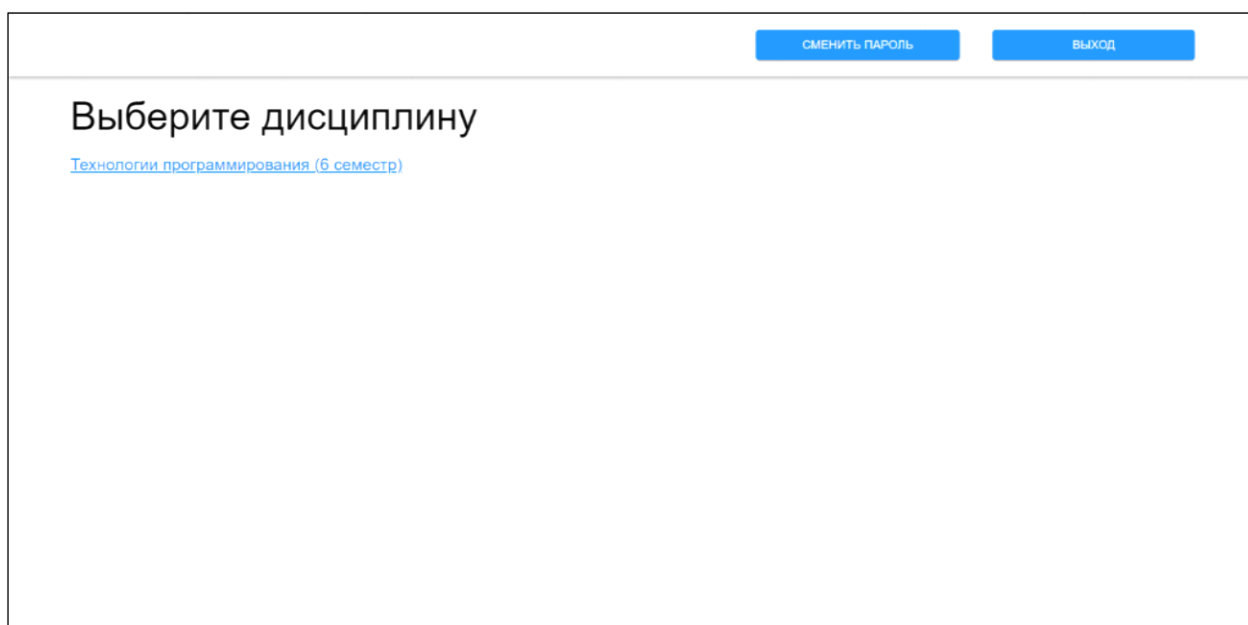 СМЕНИТЬ ПАРОЛЬ ВЫХОД
Выберите дисциплину
Технологии программирования (6 семестр)